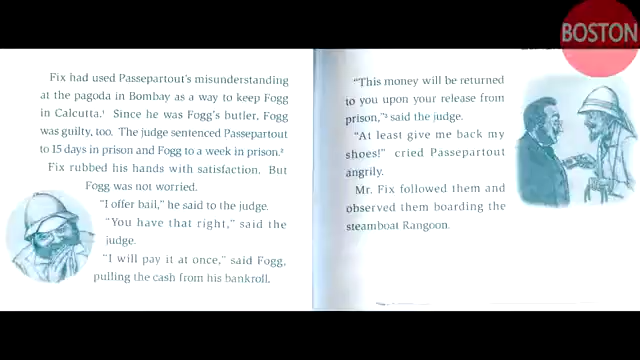 BOSTON
Fix had used Passepartout's misunderstanding
at the pagoda in Bombay as a way to keep Fogg
in Calcutta.¹ Since he was Fogg's butler, Fogg
was guilty, too. The judge sentenced Passepartout
to 15 days in prison and Fogg to a week in prison.²
Fix rubbed his hands with satisfaction. But
Fogg was not worried.
"I offer bail," he said to the judge.
"You have that right," said the
judge.
"I will pay it at once," said Fogg,
pulling the cash from his bankroll.
"This money will be returned
to you upon your release from
prison,"³ said the judge.
"At least give me back my
shoes!" cried Passepartout
angrily.
Mr. Fix followed them and
observed them boarding the
steamboat Rangoon.